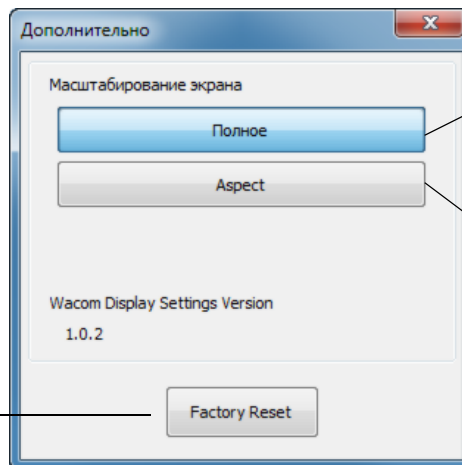 Дополнительно
Масштабирование экрана
Полное
Aspect
Wacom Display Settings Version
1.0.2
Factory Reset